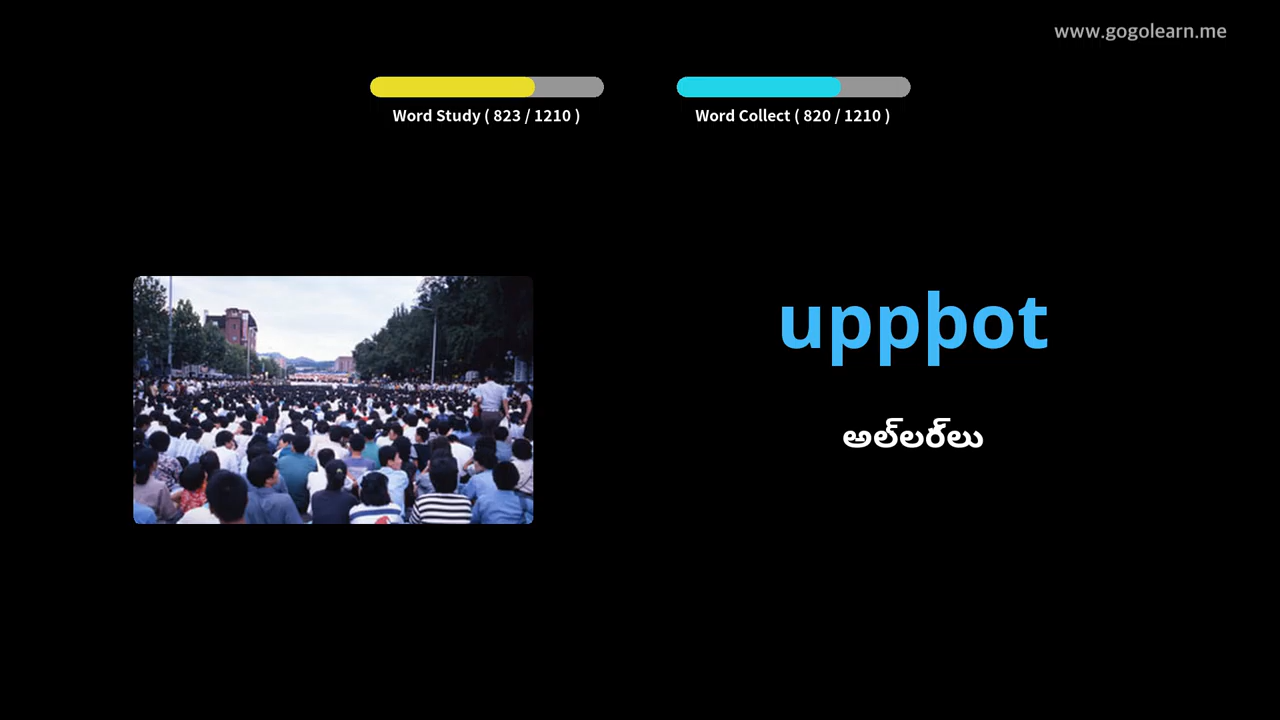 www.gogolearn.me
Word Study ( 823 / 1210 )
Word Collect ( 820 / 1210 )
uppþot
అల్‌లర్‌లు